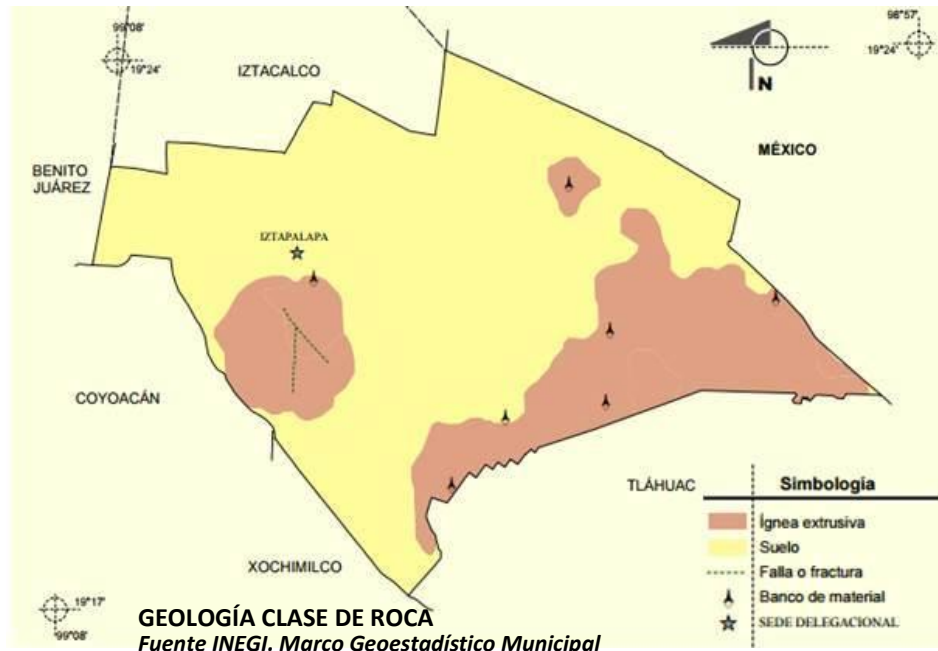 99°08'
19°24'
IZTACALCO
N
98°57'
19°24'
MÉXICO
BENITO
JUÁREZ
IZTAPALAPA
COYOACÁN
TLÁHUAC
XOCHIMILCO
Simbología
Ígnea extrusiva
Suelo
Falla o fractura
Banco de material
SEDE DELEGACIONAL
19°17'
99°08'
GEOLOGÍA CLASE DE ROCA
Fuente INEGI. Marco Geoestadístico Municipal